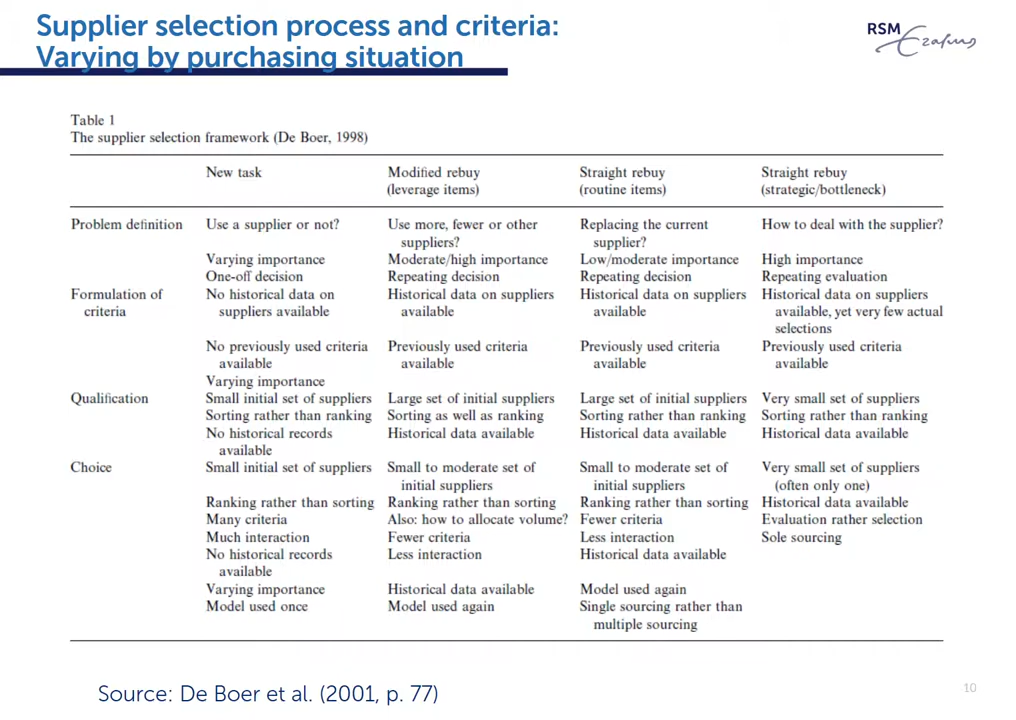 Supplier selection process and criteria:
Varying by purchasing situation
RSM
Erasmus
Table 1
The supplier selection framework (De Boer, 1998)
New task
Modified rebuy
(leverage items)
Straight rebuy
(routine items)
Straight rebuy
(strategic/bottleneck)
Problem definition
Use a supplier or not?
Varying importance
One-off decision
Use more, fewer or other
suppliers?
Moderate/high importance
Repeating decision
Replacing the current
supplier?
Low/moderate importance
Repeating decision
How to deal with the supplier?
High importance
Repeating evaluation
Formulation of
criteria
No historical data on
suppliers available
No previously used criteria
available
Varying importance
Historical data on suppliers
available
Previously used criteria
available
Historical data on suppliers
available
Previously used criteria
available
Historical data on suppliers
available, yet very few actual
selections
Previously used criteria
available
Qualification
Small initial set of suppliers
Sorting rather than ranking
No historical records
available
Large set of initial suppliers
Sorting as well as ranking
Historical data available
Large set of initial suppliers
Sorting rather than ranking
Historical data available
Very small set of suppliers
Sorting rather than ranking
Historical data available
Choice
Small initial set of suppliers
Ranking rather than sorting
Many criteria
Much interaction
No historical records
available
Varying importance
Model used once
Small to moderate set of
initial suppliers
Ranking rather than sorting
Also: how to allocate volume?
Fewer criteria
Less interaction
Historical data available
Model used again
Small to moderate set of
initial suppliers
Ranking rather than sorting
Fewer criteria
Less interaction
Historical data available
Model used again
Single sourcing rather than
multiple sourcing
Very small set of suppliers
(often only one)
Historical data available
Evaluation rather selection
Sole sourcing
Source: De Boer et al. (2001, p. 77)
10